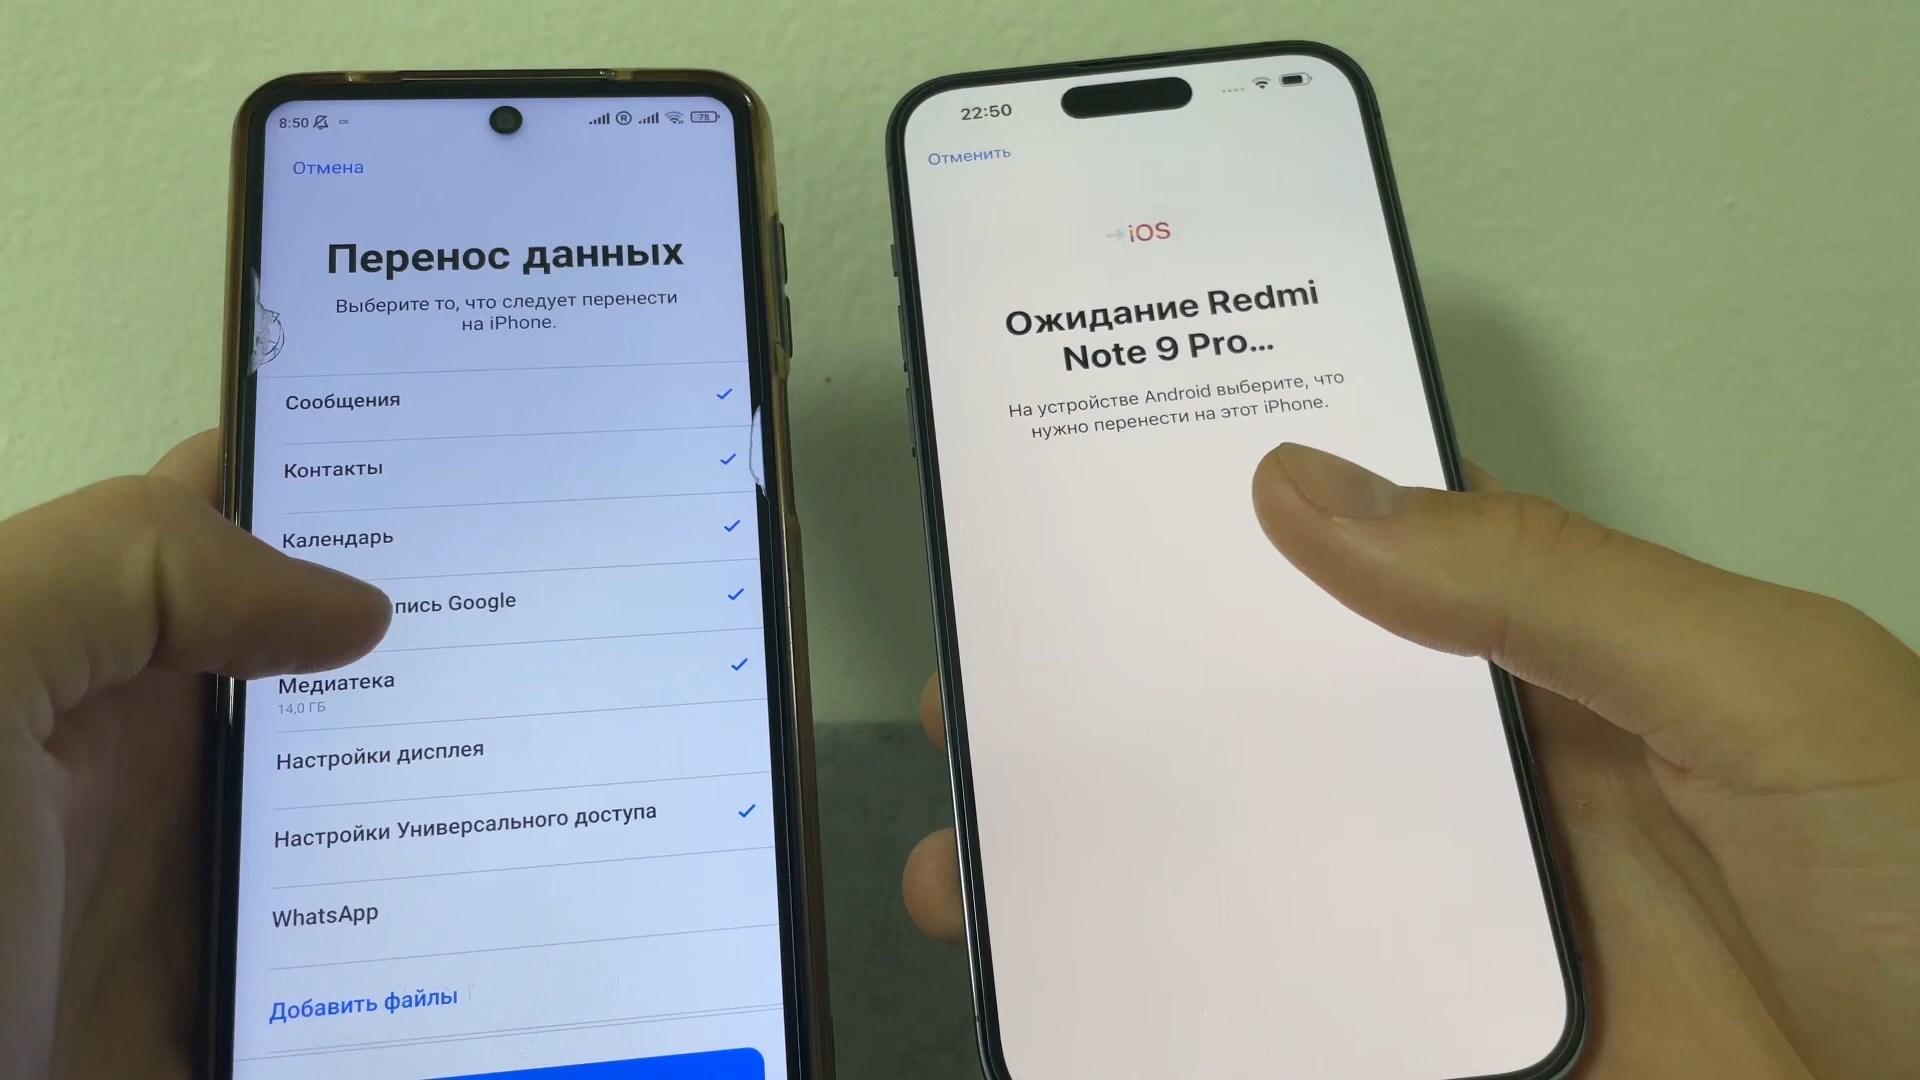 8:50
75
Отмена
Перенос данных
Выберите то, что следует перенести
на iPhone.
Сообщения
Контакты
Календарь
пись Google
Медиатека
14,0 ГБ
Настройки дисплея
Настройки Универсального доступа
WhatsApp
Добавить файлы
22:50
Отменить
iOS
Ожидание Redmi
Note 9 Pro...
На устройстве Android выберите, что
нужно перенести на этот iPhone.